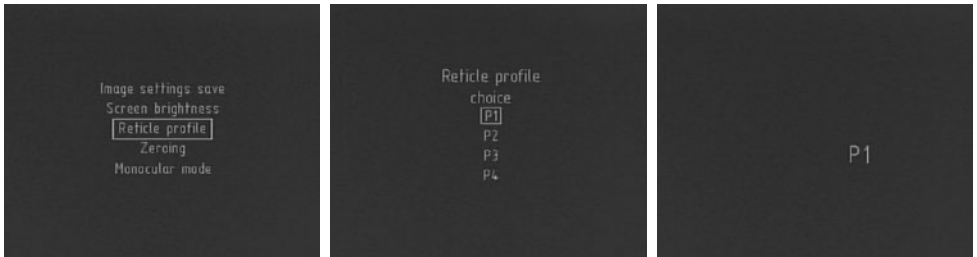 Image settings save
Screen brightness
Reticle profile
Zeroing
Monocular mode
Reticle profile
choice
P1
P2
P3
P4
P1